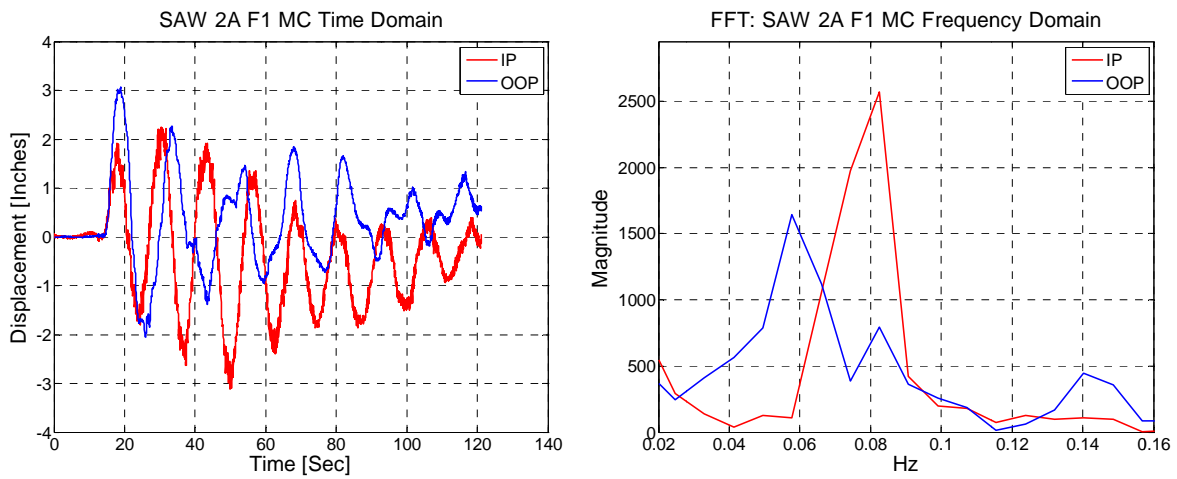 SAW 2A F1 MC Time Domain
Displacement [Inches]
4
3
2
1
0
-1
-2
-3
-4
0 20 40 60 80 100 120 140
Time [Sec]
IP
OOP
FFT: SAW 2A F1 MC Frequency Domain
Magnitude
2500
2000
1500
1000
500
0
0.02 0.04 0.06 0.08 0.1 0.12 0.14 0.16
Hz
IP
OOP